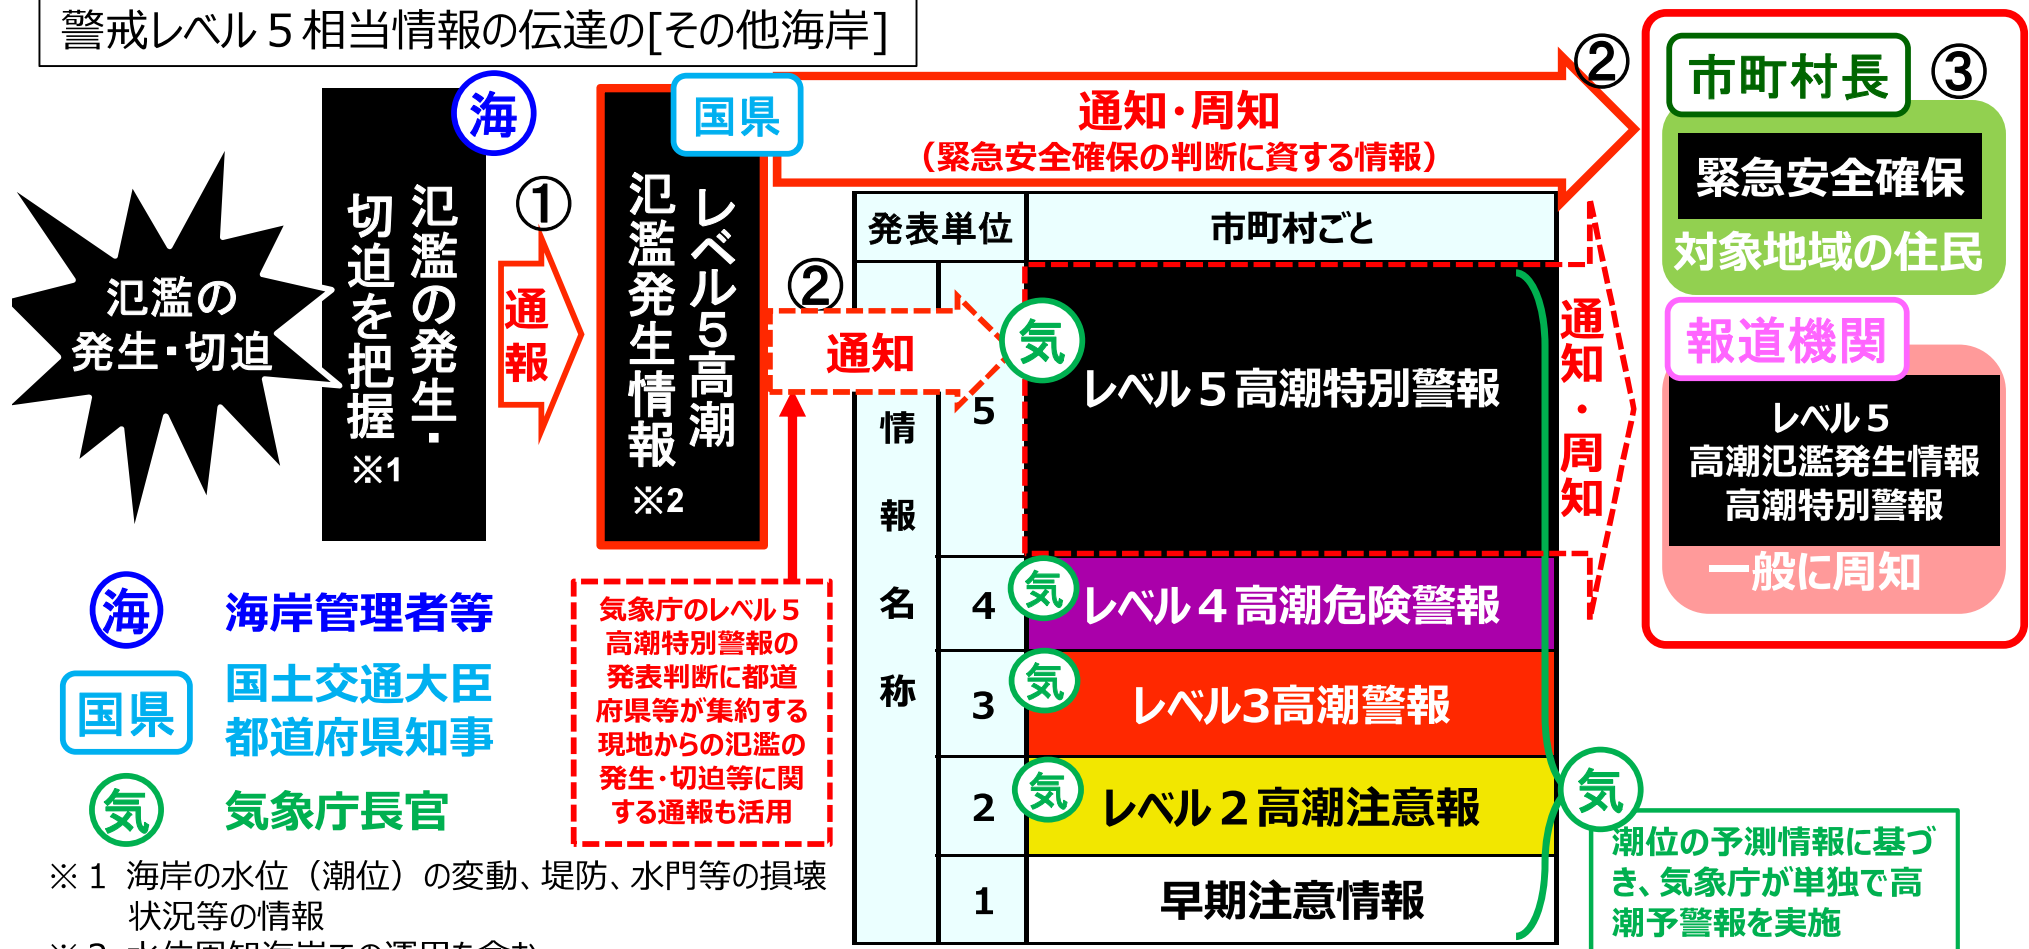 警戒レベル５相当情報の伝達の[その他海岸]
氾濫の
発生・切迫
氾濫の発生・
切迫を把握
※1
海
①
通報
レベル５高潮
氾濫発生情報
※2
国県
通知・周知
（緊急安全確保の判断に資する情報）
②
②
通知
発表単位
市町村ごと
情報名称
5
気
レベル５高潮特別警報
4
気
レベル４高潮危険警報
3
気
レベル3高潮警報
2
気
レベル２高潮注意報
1
早期注意情報
通知・周知
市町村長
③
緊急安全確保
対象地域の住民
報道機関
レベル５
高潮氾濫発生情報
高潮特別警報
一般に周知
海
海岸管理者等
国県
国土交通大臣
都道府県知事
気
気象庁長官
気象庁のレベル５
高潮特別警報の
発表判断に都道
府県等が集約する
現地からの氾濫の
発生・切迫等に関
する通報も活用
気
潮位の予測情報に基づ
き、気象庁が単独で高
潮予警報を実施
※１ 海岸の水位（潮位）の変動、堤防、水門等の損壊
状況等の情報
※２ 水位周知海岸での運用を含む